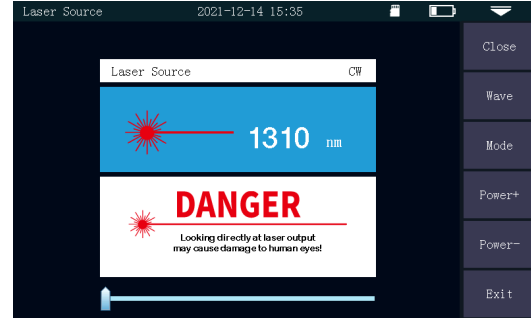 Laser Source 2021-12-14 15:35
Close
Laser Source CW
Wave
1310 nm
Mode
Power+
DANGER
Looking directly at laser output
may cause damage to human eyes!
Power-
Exit